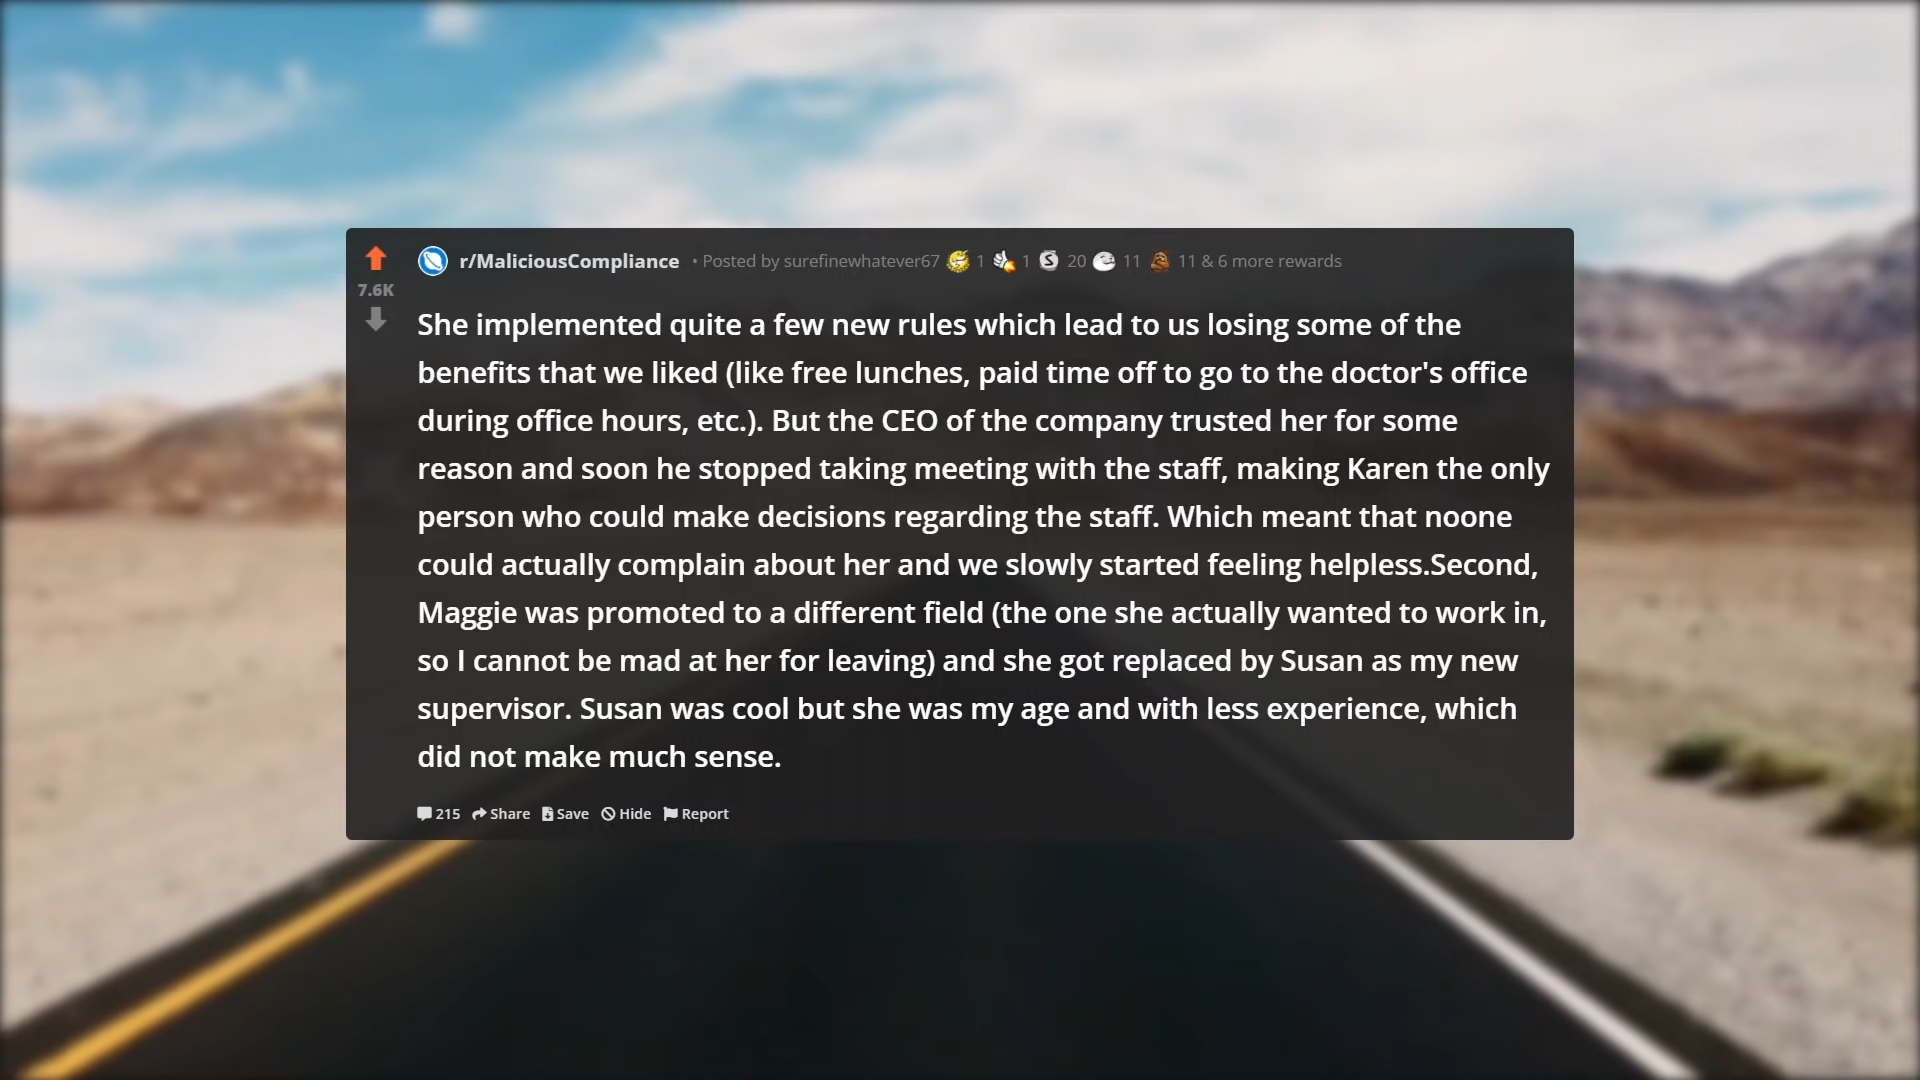 r/MaliciousCompliance • Posted by surefinewhatever67 1 1 20 11 11 & 6 more rewards
7.6K
She implemented quite a few new rules which lead to us losing some of the
benefits that we liked (like free lunches, paid time off to go to the doctor's office
during office hours, etc.). But the CEO of the company trusted her for some
reason and soon he stopped taking meeting with the staff, making Karen the only
person who could make decisions regarding the staff. Which meant that noone
could actually complain about her and we slowly started feeling helpless.Second,
Maggie was promoted to a different field (the one she actually wanted to work in,
so I cannot be mad at her for leaving) and she got replaced by Susan as my new
supervisor. Susan was cool but she was my age and with less experience, which
did not make much sense.
215 Share Save Hide Report